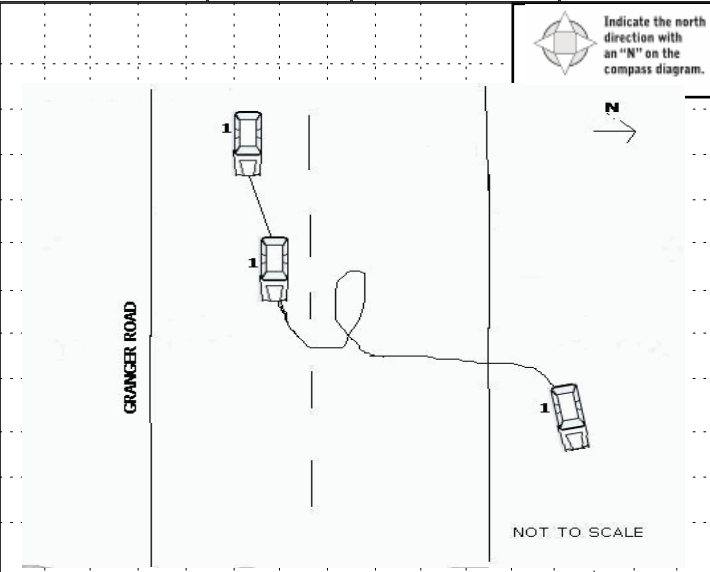 Indicate the north
direction with
an “N” on the
compass diagram.
N
1
1
GRANGER ROAD
1
NOT TO SCALE